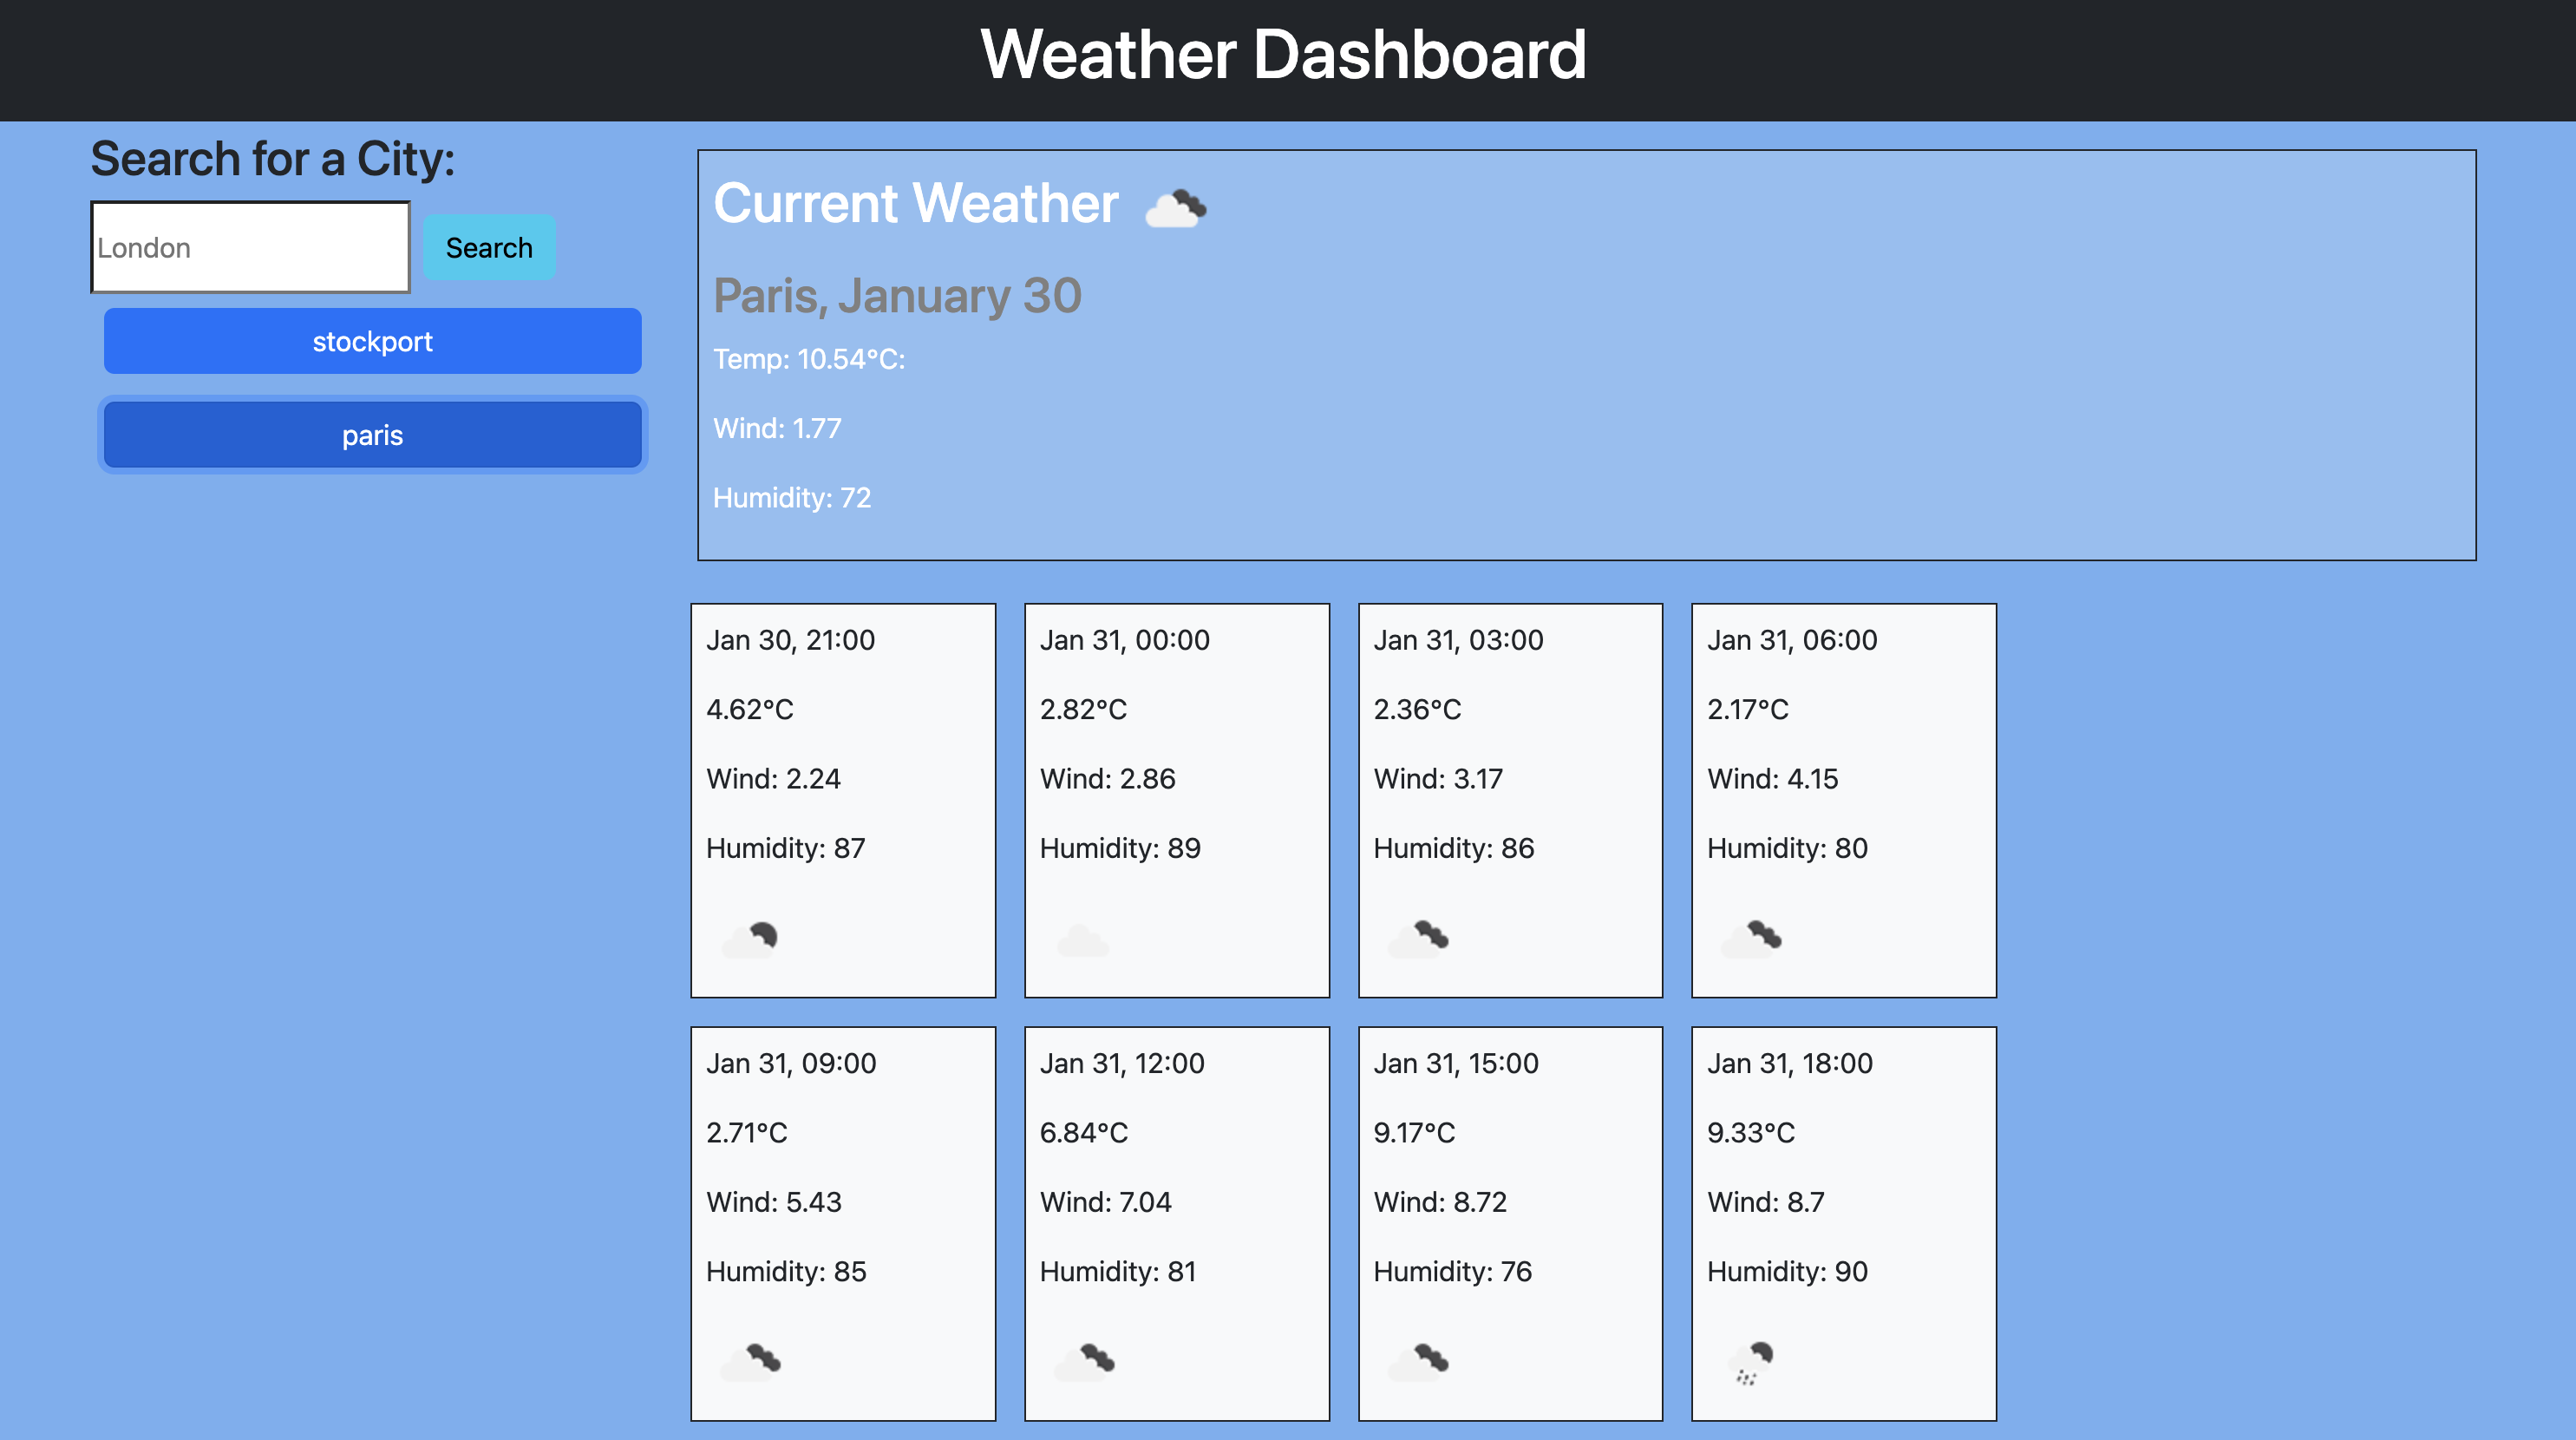 Weather Dashboard
Search for a City:
London
Search
stockport
paris
Current Weather
Paris, January 30
Temp: 10.54°C:
Wind: 1.77
Humidity: 72
Jan 30, 21:00
4.62°C
Wind: 2.24
Humidity: 87
Jan 31, 00:00
2.82°C
Wind: 2.86
Humidity: 89
Jan 31, 03:00
2.36°C
Wind: 3.17
Humidity: 86
Jan 31, 06:00
2.17°C
Wind: 4.15
Humidity: 80
Jan 31, 09:00
2.71°C
Wind: 5.43
Humidity: 85
Jan 31, 12:00
6.84°C
Wind: 7.04
Humidity: 81
Jan 31, 15:00
9.17°C
Wind: 8.72
Humidity: 76
Jan 31, 18:00
9.33°C
Wind: 8.7
Humidity: 90